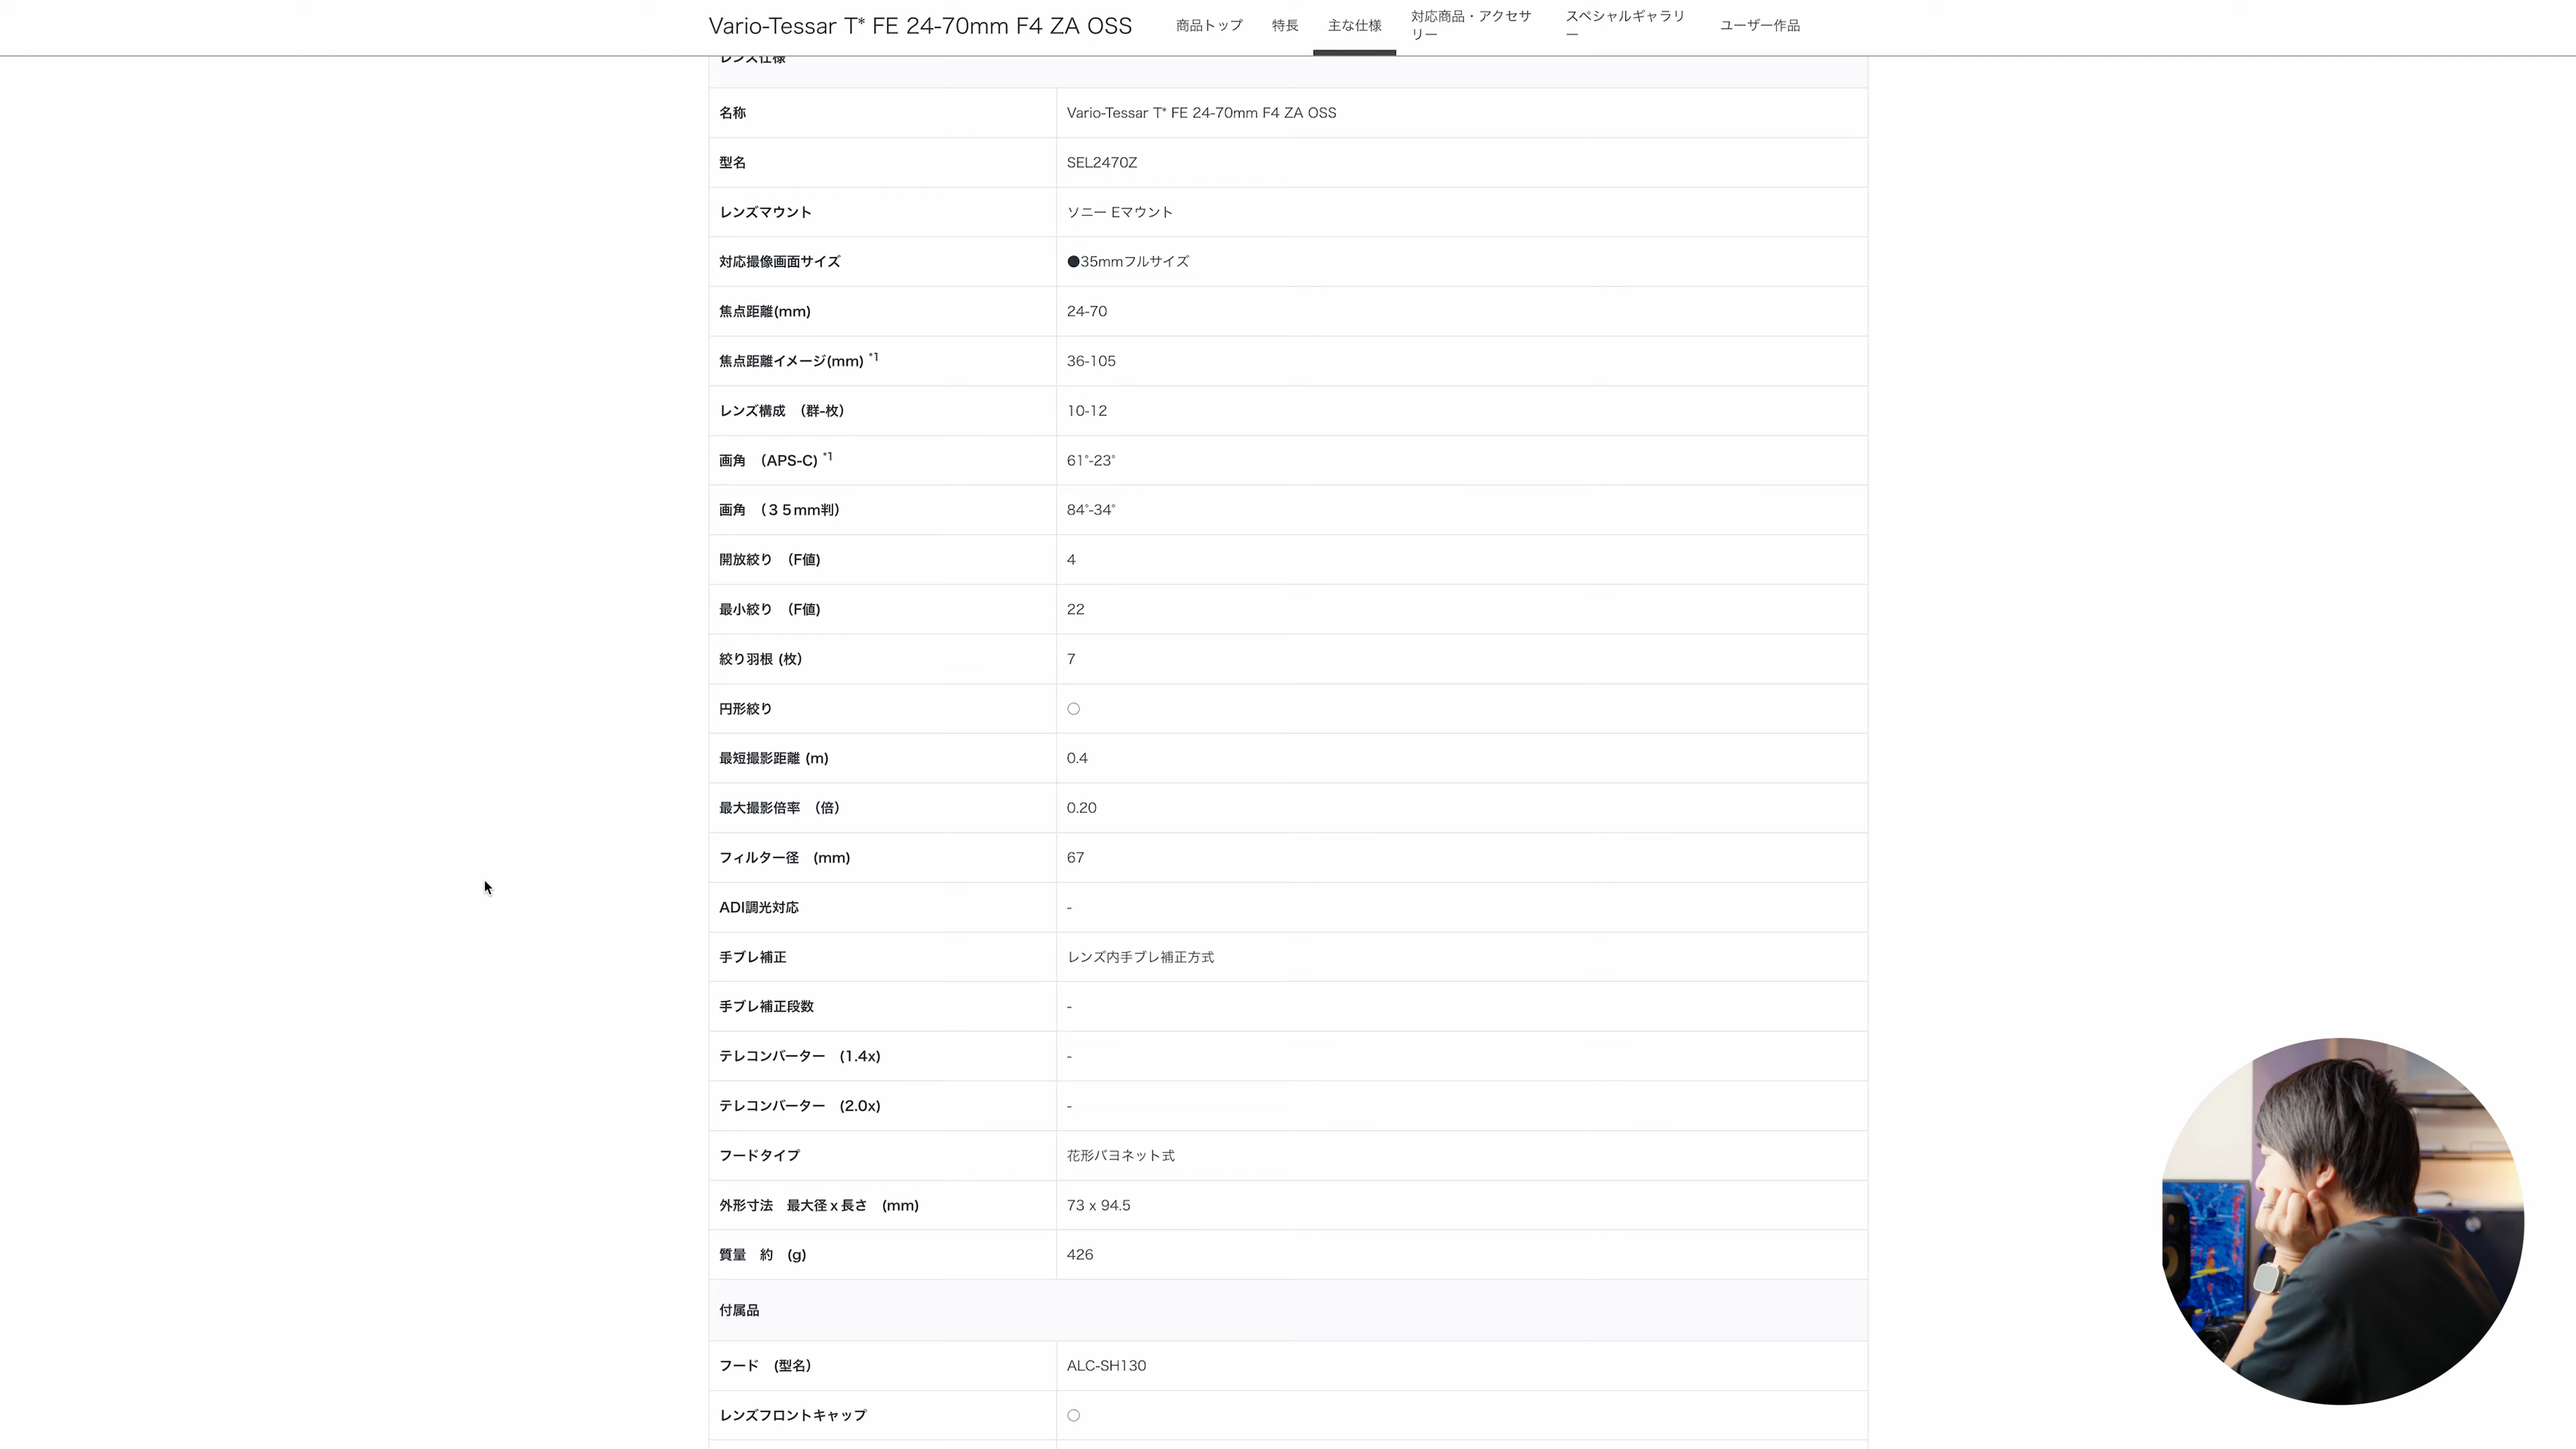 Vario-Tessar T* FE 24-70mm F4 ZA OSS
商品トップ
特長
主な仕様
対応商品・アクセサ
リー
スペシャルギャラリ
ー
ユーザー作品
レンズ仕様
名称 Vario-Tessar T* FE 24-70mm F4 ZA OSS
型名 SEL2470Z
レンズマウント ソニー Eマウント
対応撮像画面サイズ ●35mmフルサイズ
焦点距離(mm) 24-70
焦点距離イメージ(mm) *1 36-105
レンズ構成 （群-枚） 10-12
画角 （APS-C) *1 61°-23°
画角 （３５mm判） 84°-34°
開放絞り （F値) 4
最小絞り （F値) 22
絞り羽根 (枚） 7
円形絞り ○
最短撮影距離 (m) 0.4
最大撮影倍率 （倍） 0.20
フィルター径 (mm) 67
ADI調光対応 -
手ブレ補正 レンズ内手ブレ補正方式
手ブレ補正段数 -
テレコンバーター (1.4x) -
テレコンバーター (2.0x) -
フードタイプ 花形バヨネット式
外形寸法 最大径 x 長さ (mm) 73 x 94.5
質量 約 (g) 426
付属品
フード (型名） ALC-SH130
レンズフロントキャップ ○